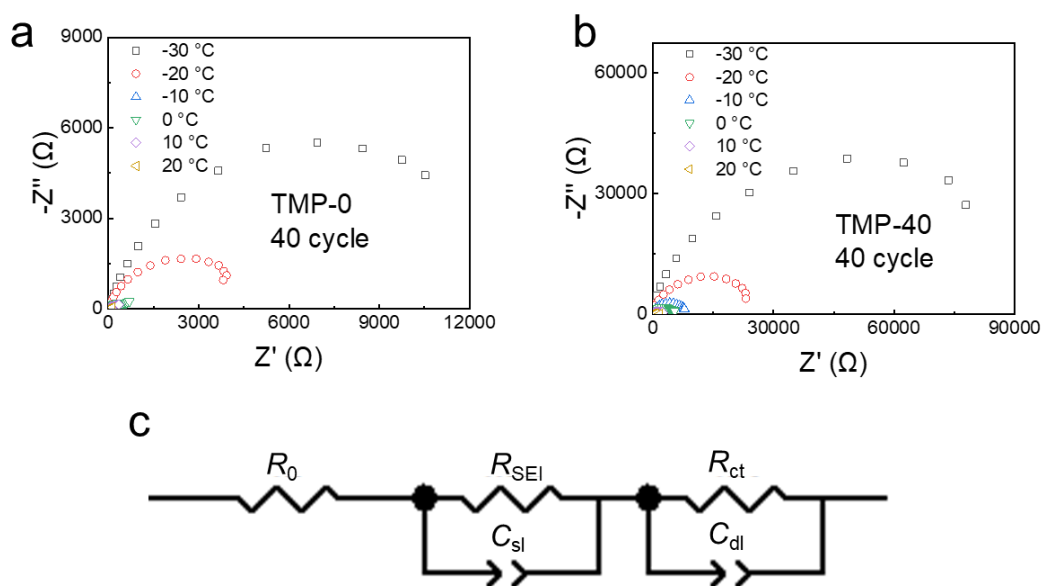 a
9000
6000
3000
0
-Z'' (Ω)
-30 °C
-20 °C
-10 °C
0 °C
10 °C
20 °C
TMP-0
40 cycle
0 3000 6000 9000 12000
Z' (Ω)
b
60000
30000
0
-Z'' (Ω)
-30 °C
-20 °C
-10 °C
0 °C
10 °C
20 °C
TMP-40
40 cycle
0 30000 60000 90000
Z' (Ω)
c
R0 RSEI Rct
Csl Cdl